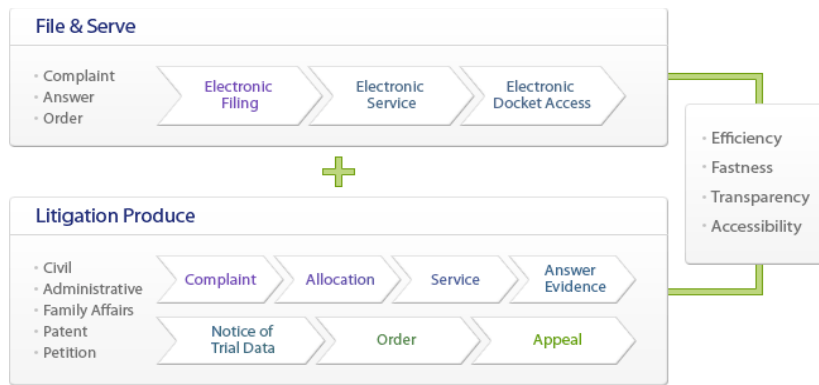 File & Serve
· Complaint
· Answer
· Order
Electronic
Filing
Electronic
Service
Electronic
Docket Access
Litigation Produce
· Civil
· Administrative
· Family Affairs
· Patent
· Petition
Complaint
Allocation
Service
Answer
Evidence
Notice of
Trial Data
Order
Appeal
· Efficiency
· Fastness
· Transparency
· Accessibility